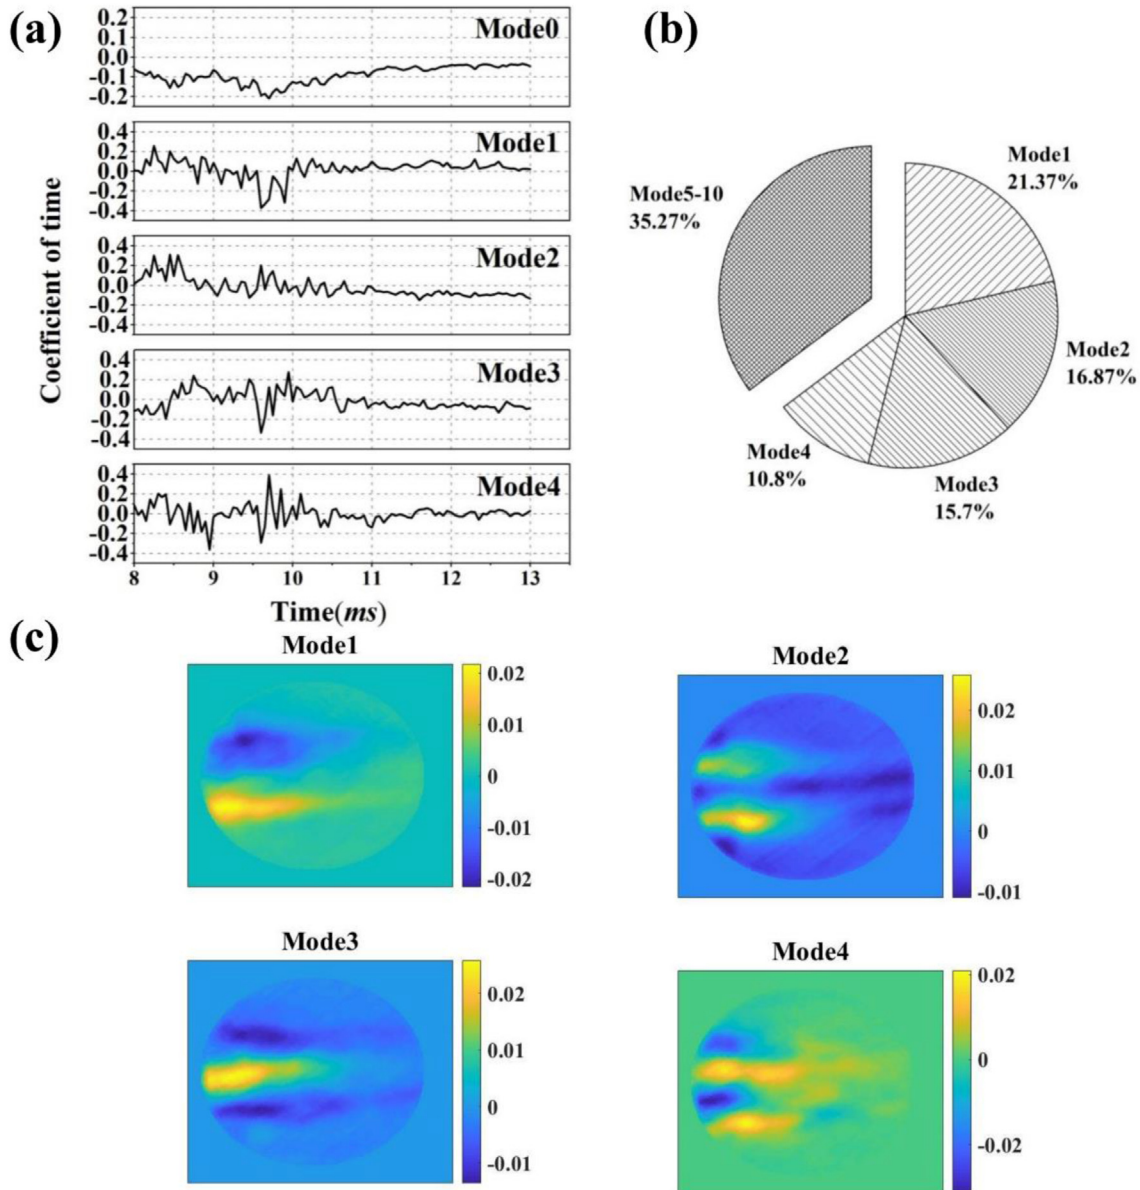 (a)
0.2
0.1
0.0
-0.1
-0.2
Mode0
0.4
0.2
0.0
-0.2
-0.4
Mode1
0.4
0.2
0.0
-0.2
-0.4
Mode2
0.4
0.2
0.0
-0.2
-0.4
Mode3
0.4
0.2
0.0
-0.2
-0.4
Mode4
8 9 10 11 12 13
Time(ms)
Coefficient of time
(b)
Mode1
21.37%
Mode2
16.87%
Mode3
15.7%
Mode4
10.8%
Mode5-10
35.27%
(c)
Mode1
0.02
0.01
0
-0.01
-0.02
Mode2
0.02
0.01
0
-0.01
Mode3
0.02
0.01
0
-0.01
Mode4
0.02
0
-0.02